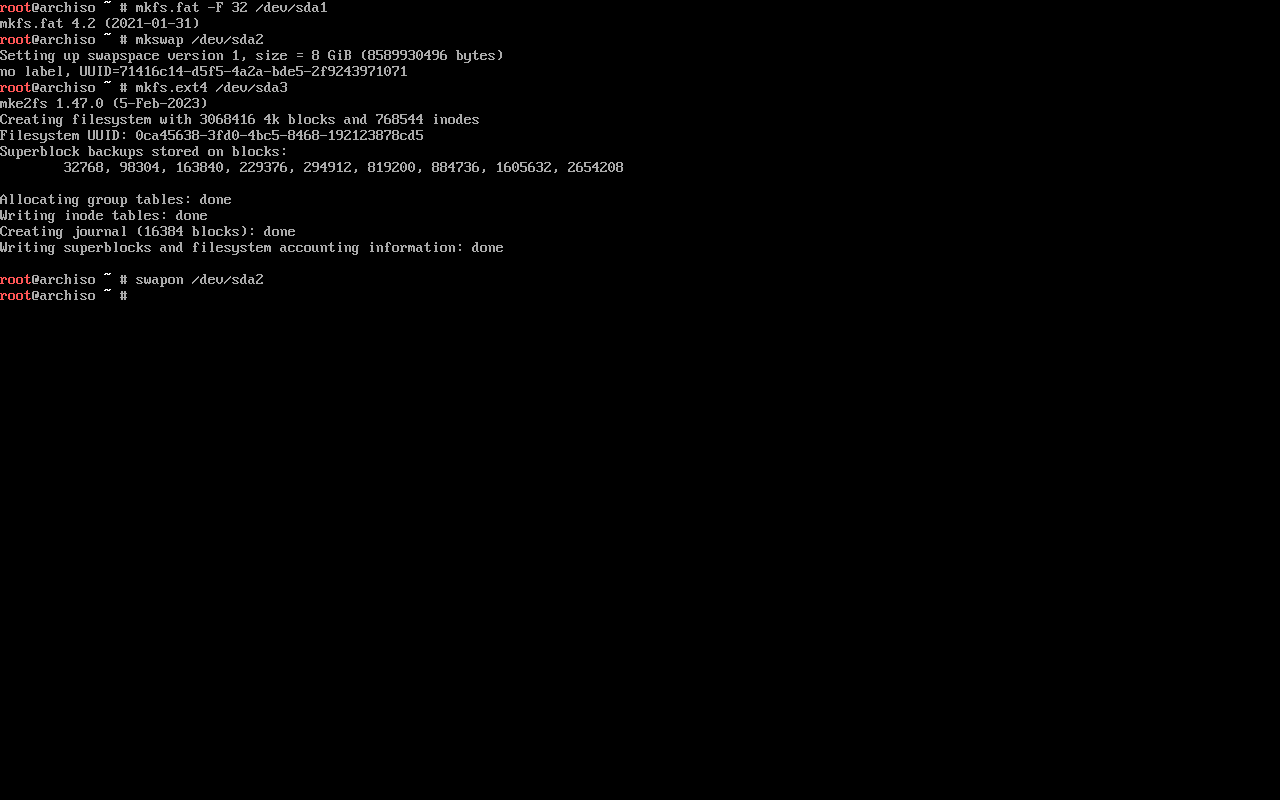 root@archiso ~ # mkfs.fat -F 32 /dev/sda1
mkfs.fat 4.2 (2021-01-31)
root@archiso ~ # mkswap /dev/sda2
Setting up swapspace version 1, size = 8 GiB (8589930496 bytes)
no label, UUID=71416c14-d5f5-4a2a-bde5-2f9243971071
root@archiso ~ # mkfs.ext4 /dev/sda3
mke2fs 1.47.0 (5-Feb-2023)
Creating filesystem with 3068416 4k blocks and 768544 inodes
Filesystem UUID: 0ca45638-3fd0-4bc5-8468-192123878cd5
Superblock backups stored on blocks:
        32768, 98304, 163840, 229376, 294912, 819200, 884736, 1605632, 2654208

Allocating group tables: done
Writing inode tables: done
Creating journal (16384 blocks): done
Writing superblocks and filesystem accounting information: done

root@archiso ~ # swapon /dev/sda2
root@archiso ~ #